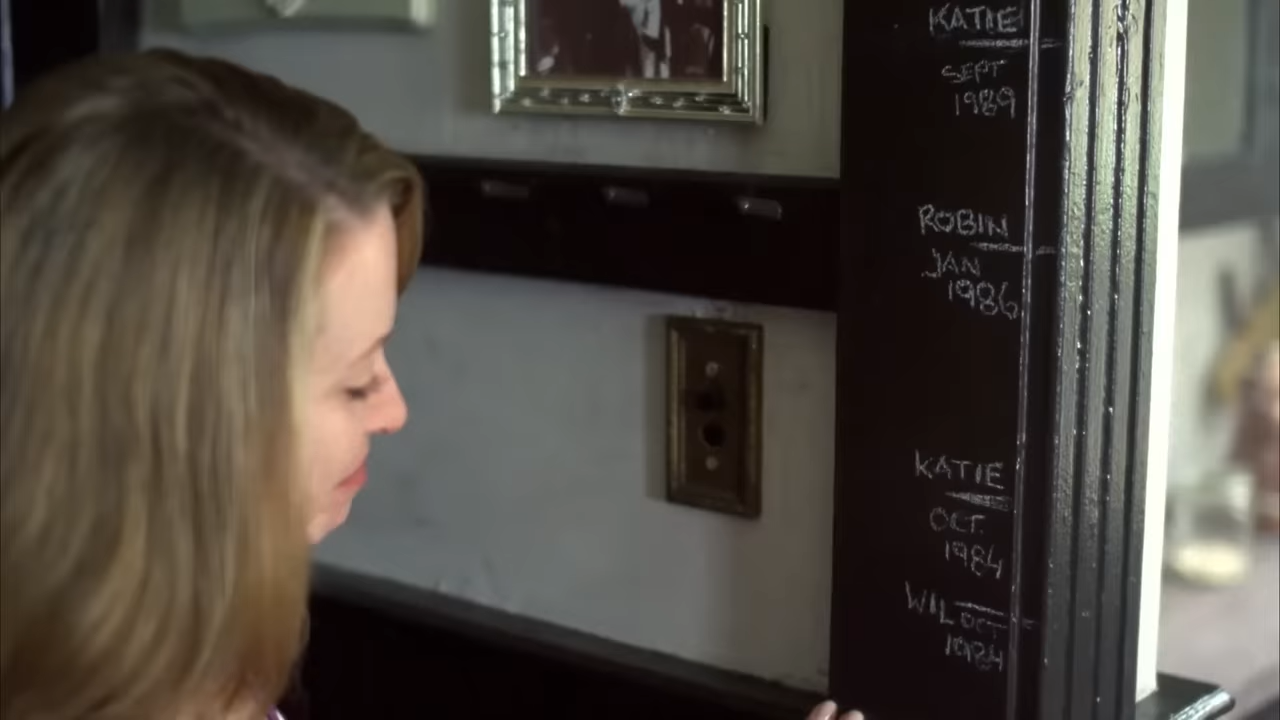 KATIE
SEPT
1989
ROBIN
JAN
1986
KATIE
OCT.
1984
WIL OCT
1984